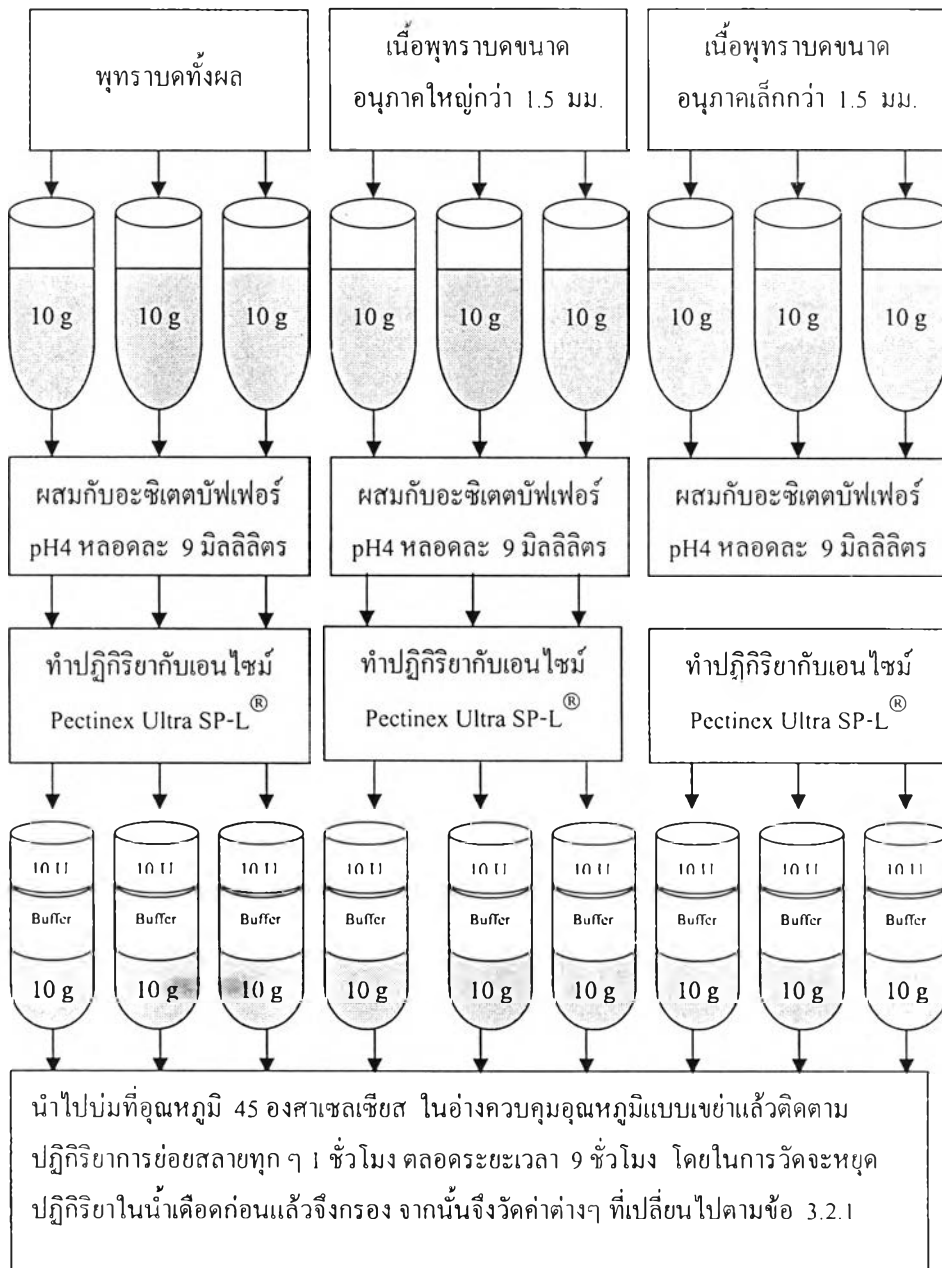 พุทราบดทั้งผล
เนื้อพุทราบดขนาด
อนุภาคใหญ่กว่า 1.5 มม.
เนื้อพุทราบดขนาด
อนุภาคเล็กกว่า 1.5 มม.
10 g 10 g 10 g 10 g 10 g 10 g 10 g 10 g 10 g
ผสมกับอะซิเตตบัฟเฟอร์
pH4 หลอดละ 9 มิลลิลิตร
ผสมกับอะซิเตตบัฟเฟอร์
pH4 หลอดละ 9 มิลลิลิตร
ผสมกับอะซิเตตบัฟเฟอร์
pH4 หลอดละ 9 มิลลิลิตร
ทำปฏิกิริยากับเอนไซม์
Pectinex Ultra SP-L®
ทำปฏิกิริยากับเอนไซม์
Pectinex Ultra SP-L®
ทำปฏิกิริยากับเอนไซม์
Pectinex Ultra SP-L®
10 U 10 U 10 U 10 U 10 U 10 U 10 U 10 U 10 U
Buffer Buffer Buffer Buffer Buffer Buffer Buffer Buffer Buffer
10 g 10 g 10 g 10 g 10 g 10 g 10 g 10 g 10 g
นำไปบ่มที่อุณหภูมิ 45 องศาเซลเซียส ในอ่างควบคุมอุณหภูมิแบบเขย่าแล้วติดตาม
ปฏิกิริยาการย่อยสลายทุก ๆ 1 ชั่วโมง ตลอดระยะเวลา 9 ชั่วโมง โดยในการวัดจะหยุด
ปฏิกิริยาในน้ำเดือดก่อนแล้วจึงกรอง จากนั้นจึงวัดค่าต่างๆ ที่เปลี่ยนไปตามข้อ 3.2.1